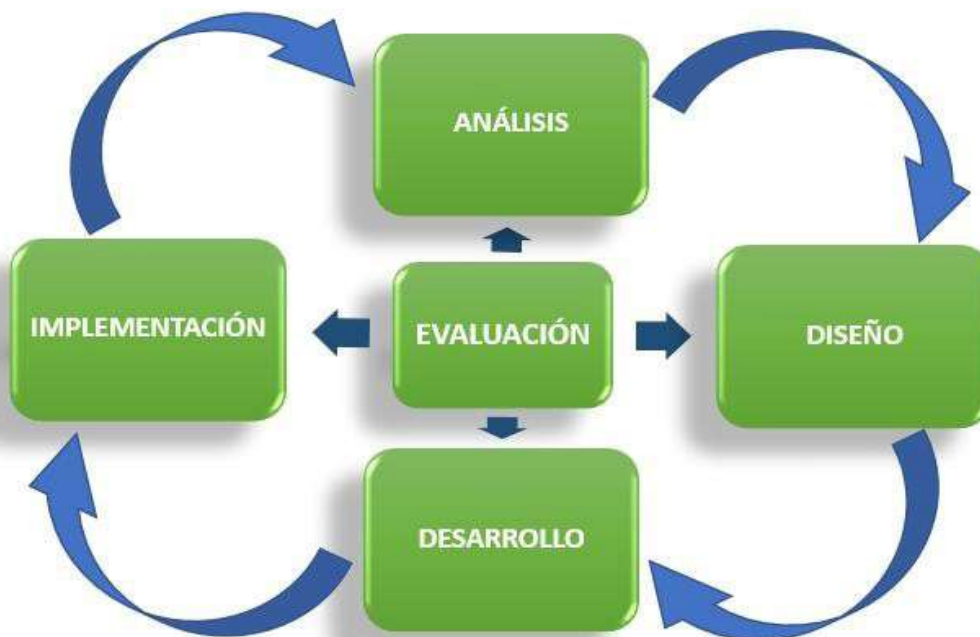 ANÁLISIS
IMPLEMENTACIÓN
EVALUACIÓN
DISEÑO
DESARROLLO